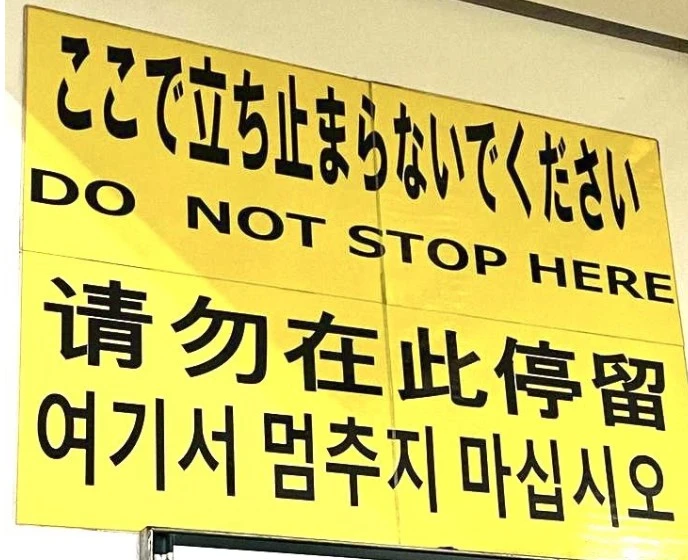 ここで立ち止まらないでください
DO NOT STOP HERE
请勿在此停留
여기서 멈추지 마십시오